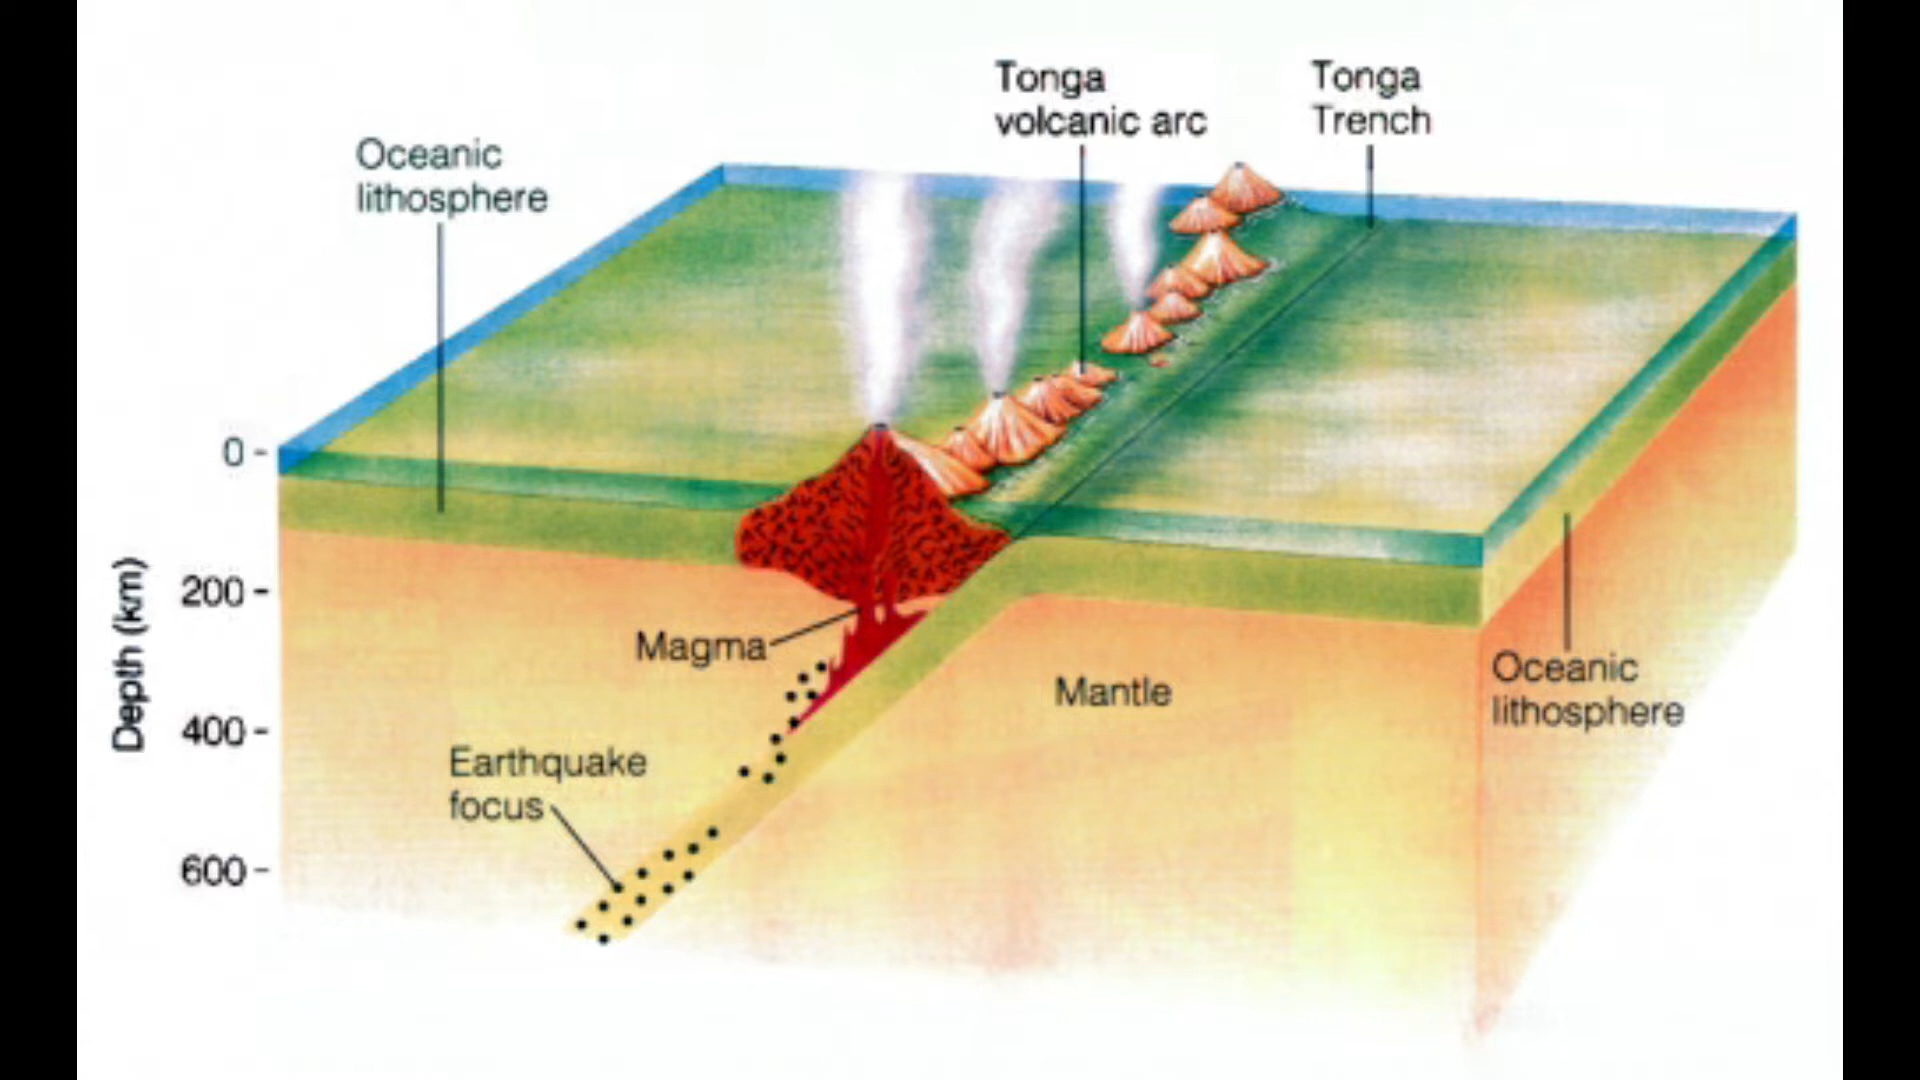 Tonga
volcanic arc
Tonga
Trench
Oceanic
lithosphere
0 -
200 -
400 -
600 -
Depth (km)
Magma
Mantle
Earthquake
focus
Oceanic
lithosphere